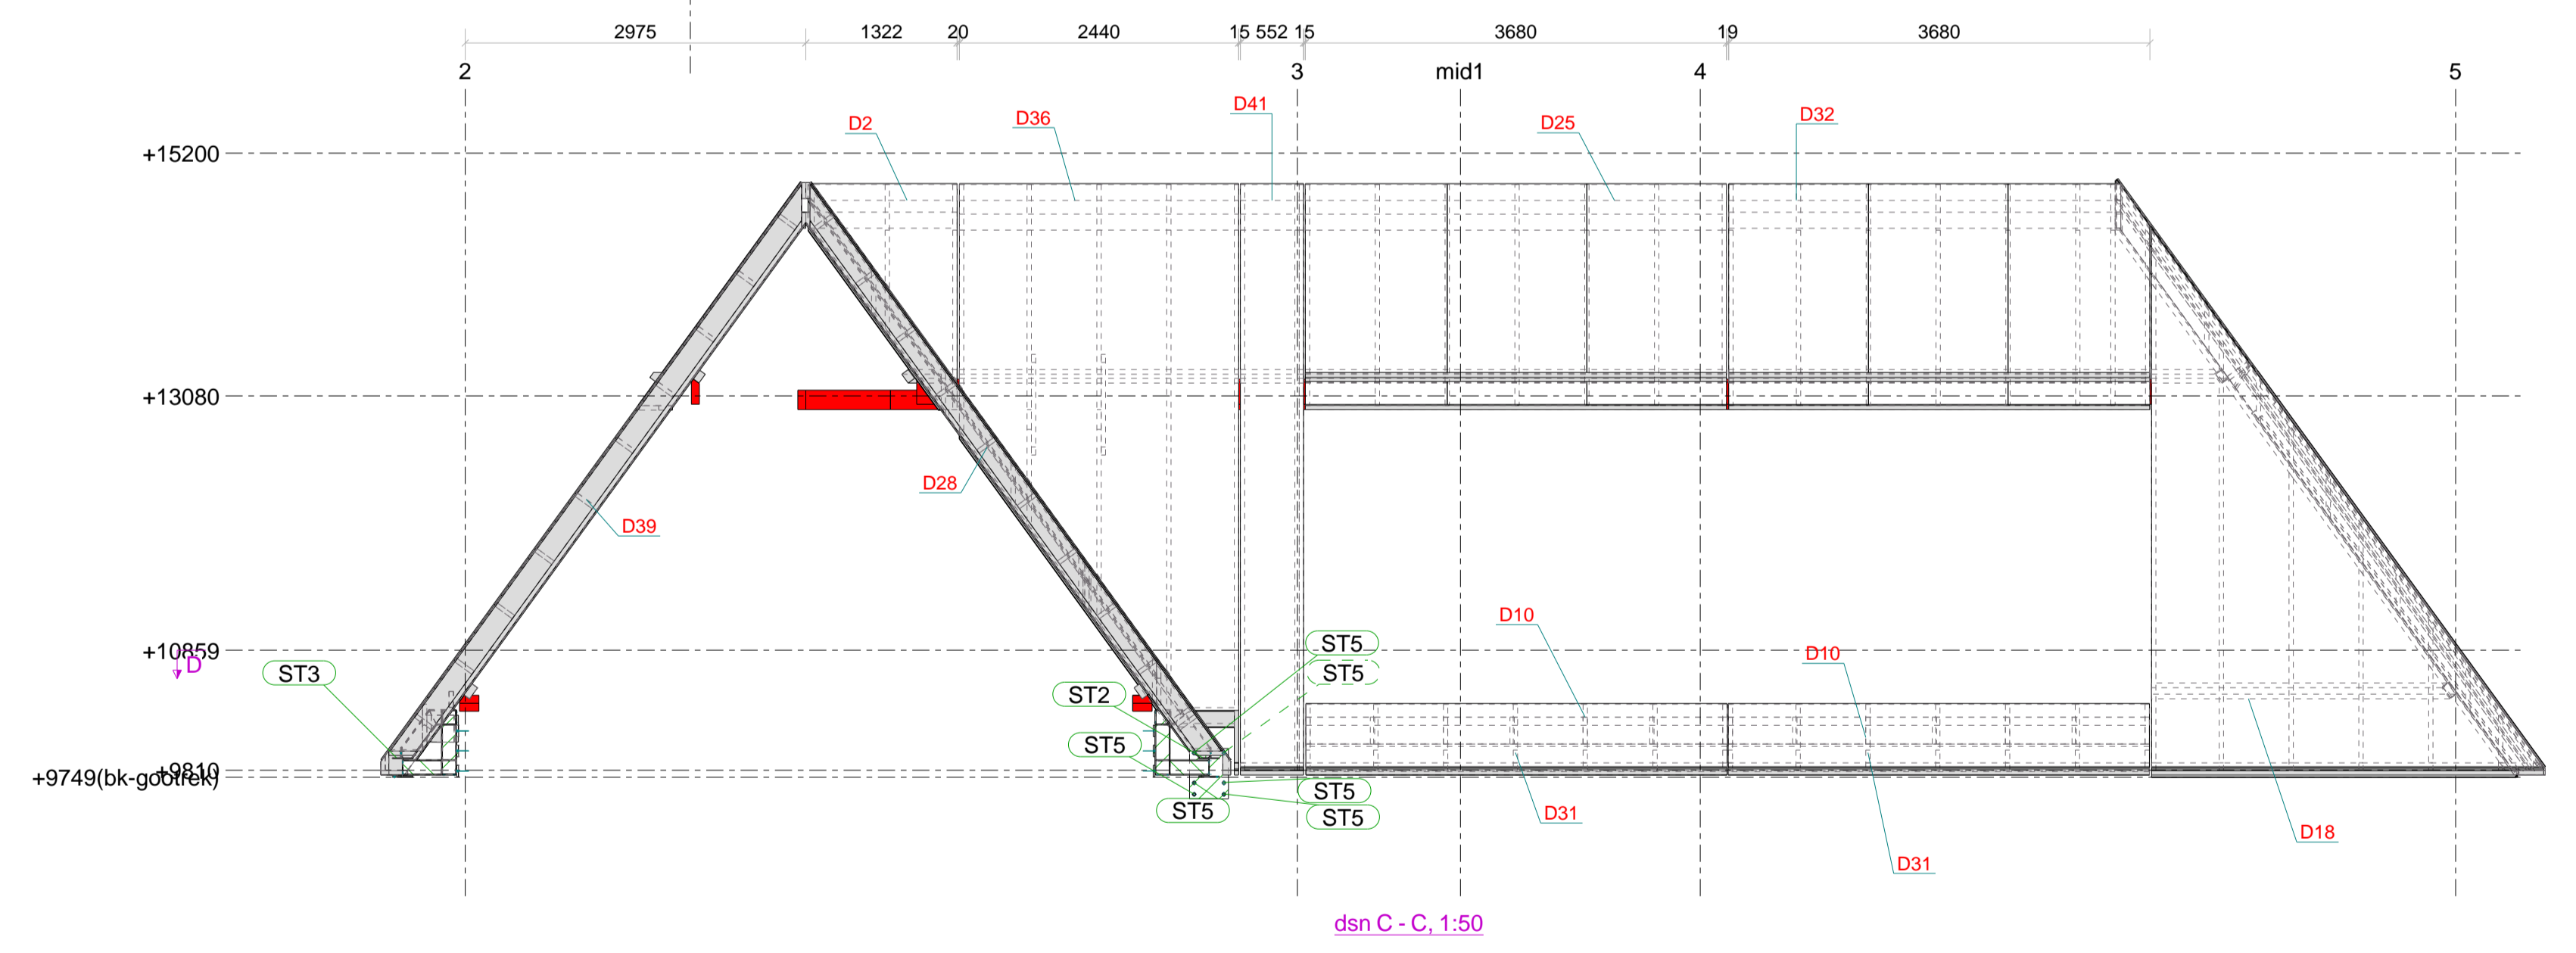 2975 1322 20 2440 15 552 15 3680 19 3680
2 3 mid1 4 5
D2 D36 D41 D25 D32
+15200
+13080
D28
D39
D10
+10859
D
ST3
ST5
ST5
ST2
D10
ST5
+9810
+9749(bk-gootrek)
ST5
ST5
ST5
D31
D18
D31
dsn C - C, 1:50